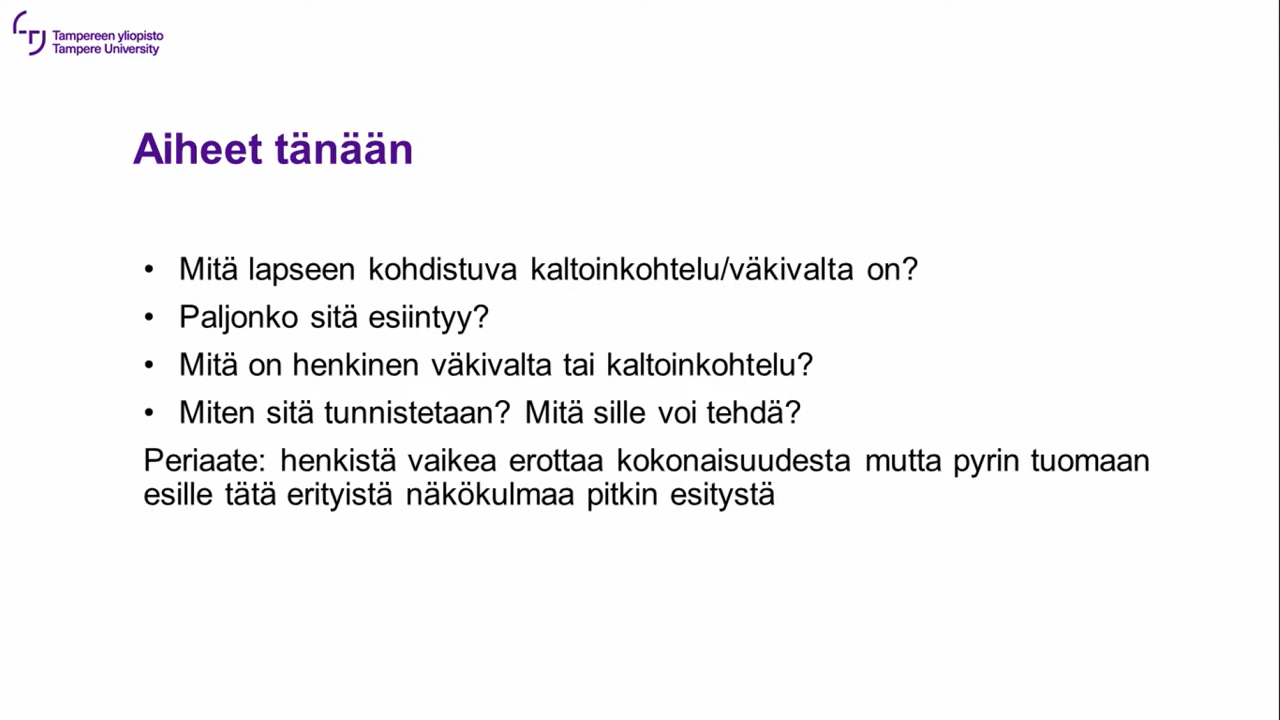 Tampereen yliopisto
Tampere University
Aiheet tänään
• Mitä lapseen kohdistuva kaltoinkohtelu/väkivalta on?
• Paljonko sitä esiintyy?
• Mitä on henkinen väkivalta tai kaltoinkohtelu?
• Miten sitä tunnistetaan? Mitä sille voi tehdä?
Periaate: henkistä vaikea erottaa kokonaisuudesta mutta pyrin tuomaan
esille tätä erityistä näkökulmaa pitkin esitystä